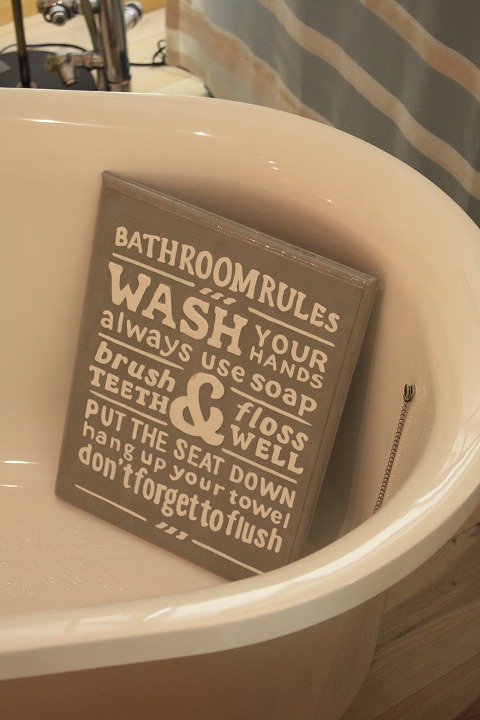 BATHROOM RULES
WASH YOUR HANDS
always use soap
brush TEETH & floss WELL
PUT THE SEAT DOWN
hang up your towel
don't forget to flush